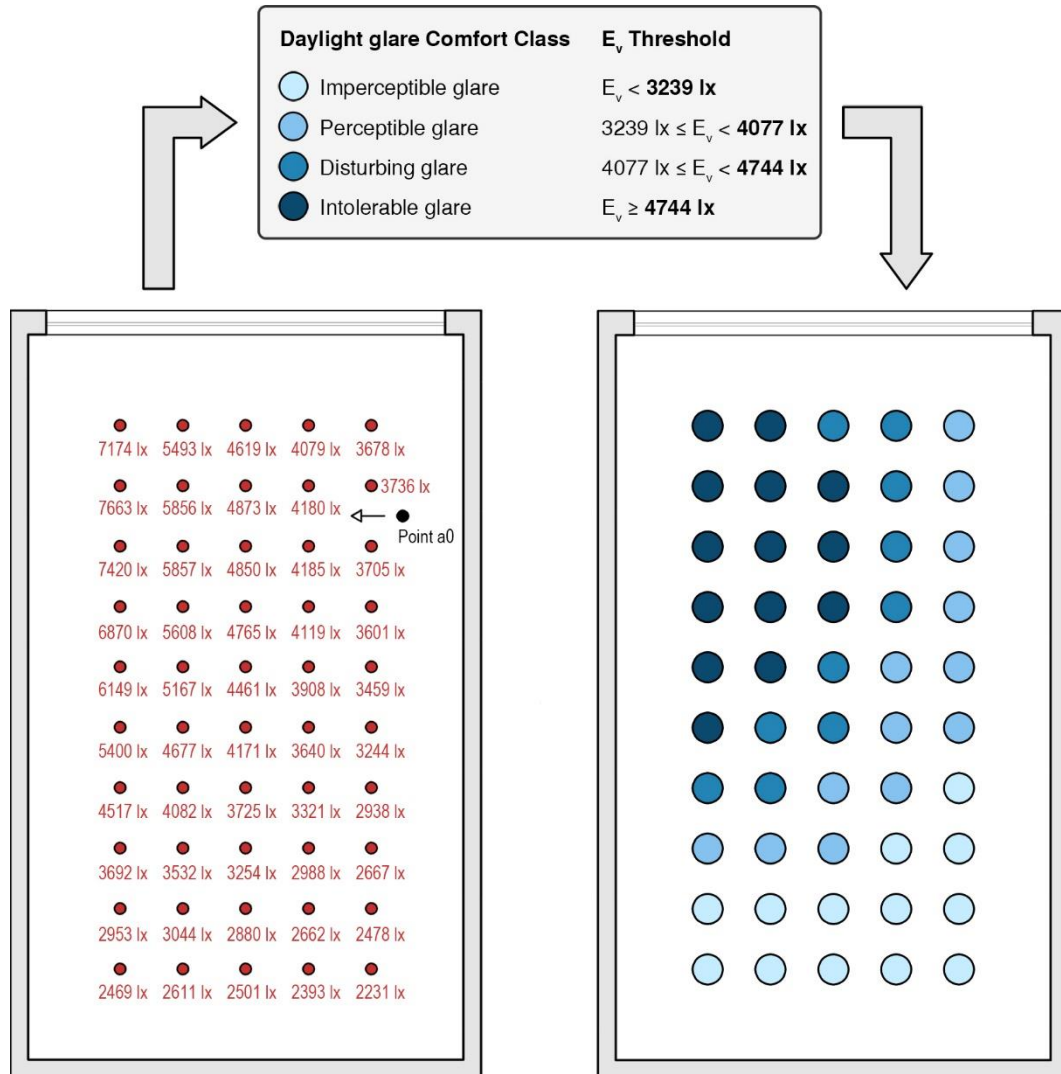 Daylight glare Comfort Class E_v Threshold
Imperceptible glare E_v < 3239 lx
Perceptible glare 3239 lx ≤ E_v < 4077 lx
Disturbing glare 4077 lx ≤ E_v < 4744 lx
Intolerable glare E_v ≥ 4744 lx
7174 lx 5493 lx 4619 lx 4079 lx 3678 lx
3736 lx
7663 lx 5856 lx 4873 lx 4180 lx
Point a0
7420 lx 5857 lx 4850 lx 4185 lx 3705 lx
6870 lx 5608 lx 4765 lx 4119 lx 3601 lx
6149 lx 5167 lx 4461 lx 3908 lx 3459 lx
5400 lx 4677 lx 4171 lx 3640 lx 3244 lx
4517 lx 4082 lx 3725 lx 3321 lx 2938 lx
3692 lx 3532 lx 3254 lx 2988 lx 2667 lx
2953 lx 3044 lx 2880 lx 2662 lx 2478 lx
2469 lx 2611 lx 2501 lx 2393 lx 2231 lx